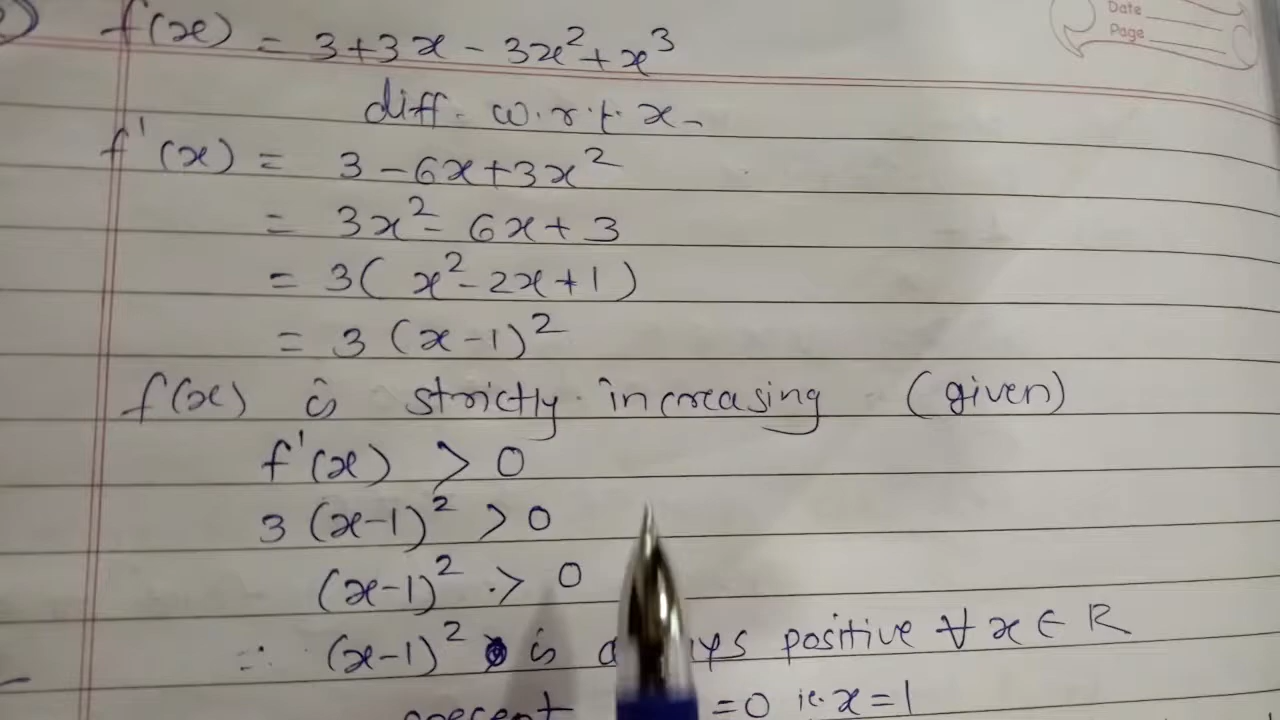 Date
Page
f(x) = 3+3x - 3x²+x³
diff. w.r.t. x-
f'(x) = 3-6x+3x²
= 3x²- 6x+3
= 3(x²-2x+1)
= 3(x-1)²
f(x) is strictly increasing (given)
f'(x) > 0
3(x-1)² > 0
(x-1)² > 0
∴ (x-1)² is positive ∀ x ∈ R
=0 i.e. x=1